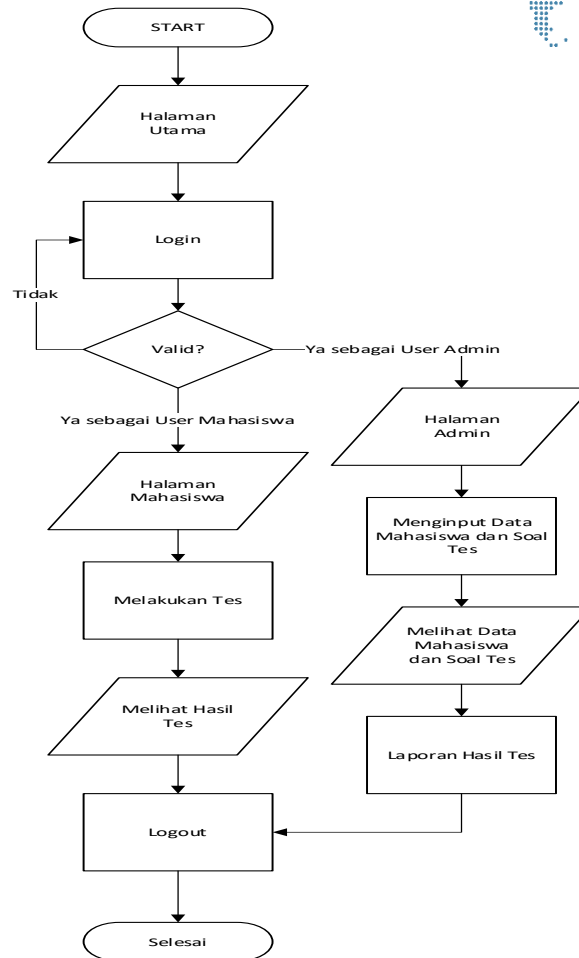 START
Halaman
Utama
Login
Tidak
Valid?
Ya sebagai User Admin
Ya sebagai User Mahasiswa
Halaman
Mahasiswa
Melakukan Tes
Melihat Hasil
Tes
Halaman
Admin
Menginput Data
Mahasiswa dan Soal
Tes
Melihat Data
Mahasiswa
dan Soal Tes
Laporan Hasil Tes
Logout
Selesai